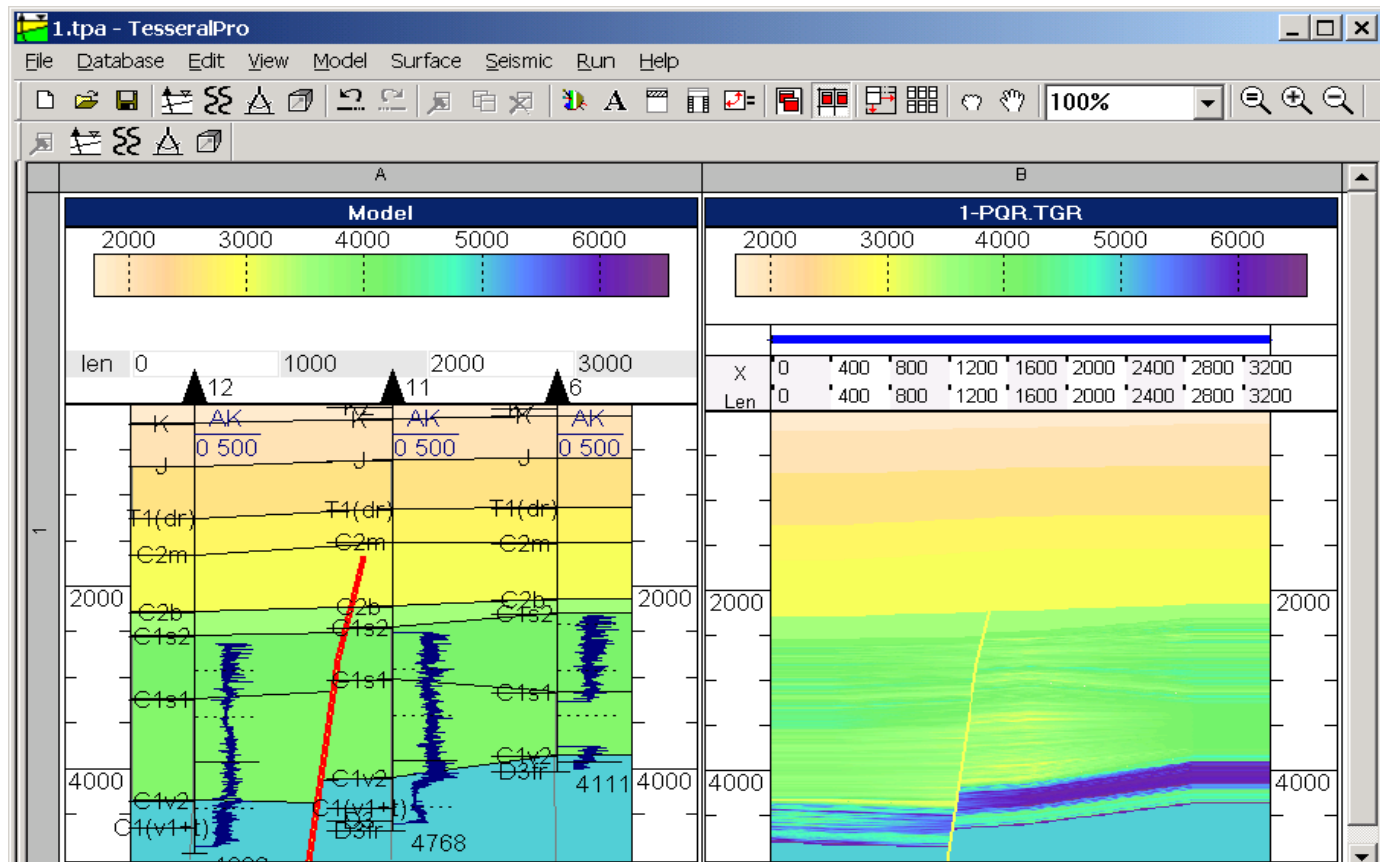 1.tpa - TesseralPro
File Database Edit View Model Surface Seismic Run Help
A 100%
A B
Model 1-PQR.TGR
2000 3000 4000 5000 6000 2000 3000 4000 5000 6000
len 0 1000 2000 3000
X 0 400 800 1200 1600 2000 2400 2800 3200
Len 0 400 800 1200 1600 2000 2400 2800 3200
12 11 6
K AK K AK K AK
0 500 0 500 0 500
J J J
T1(dr) T1(dr) T1(dr)
C2m C2m C2m
1
2000 C2b C2b C2b 2000 2000 2000
C1s2 C1s2 C1s2
C1s1 C1s1 C1s1
C1v2 D3fr
4000 C1v2 C1v2 4111 4000 4000 4000
C1(v1+t) C1(v1+t)
D3
D3fr
4768